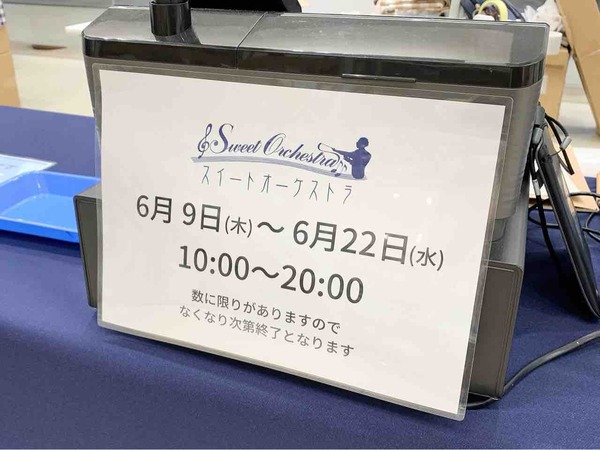 Sweet Orchestra
スイートオーケストラ
6月9日(木)～6月22日(水)
10:00～20:00
数に限りがありますので
なくなり次第終了となります